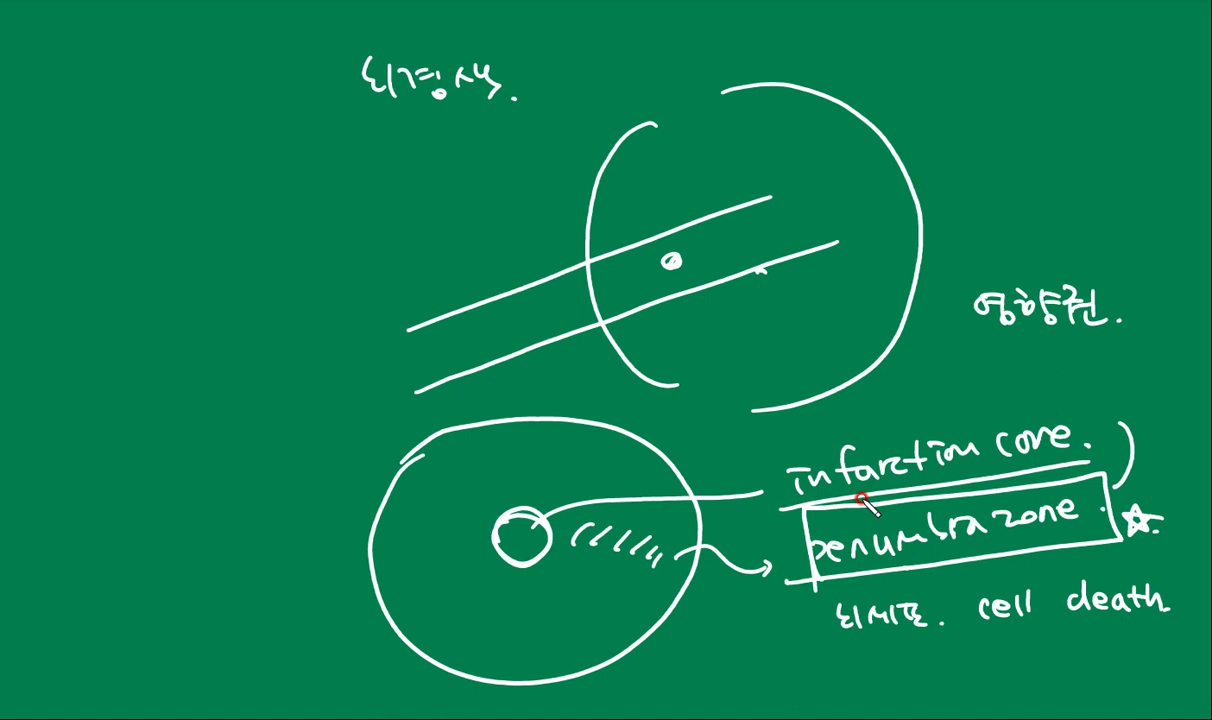 뇌경색.
영향권.
infarction core.
penumbra zone.
뇌세포. cell death